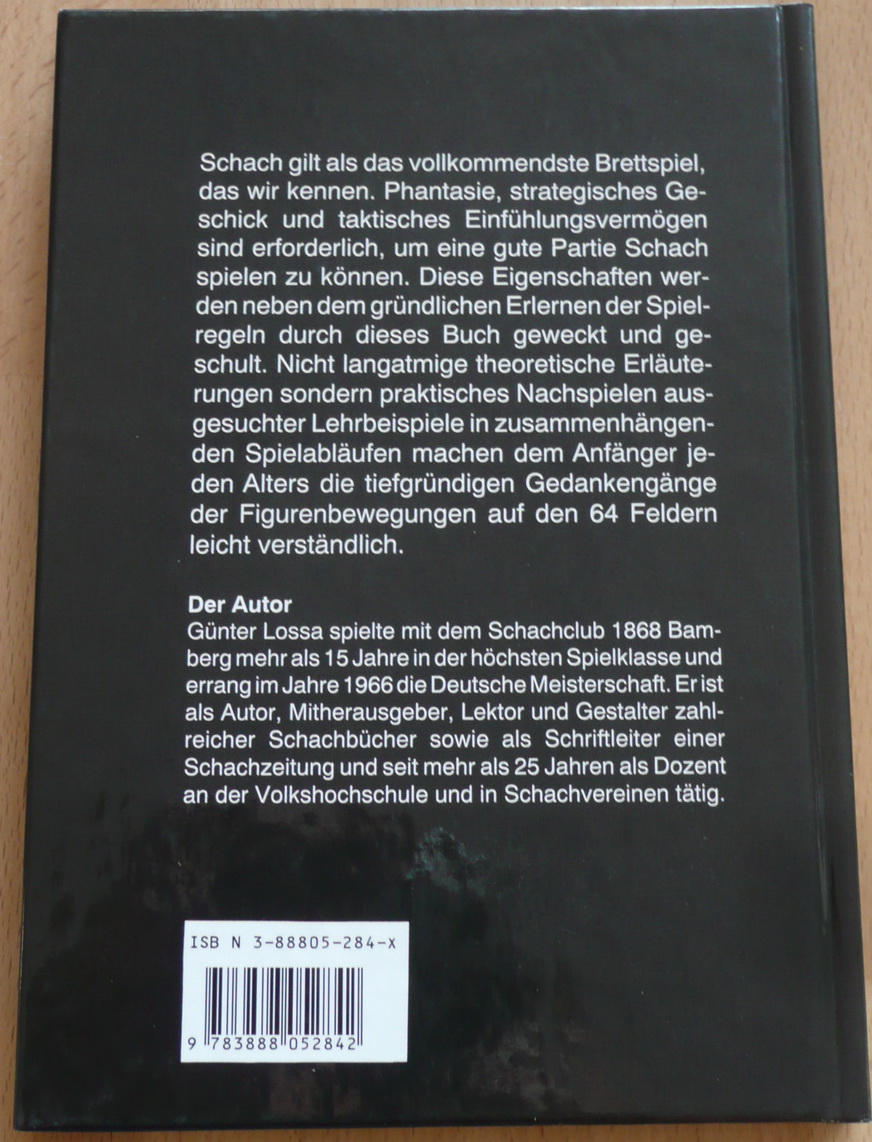 Schach gilt als das vollkommendste Brettspiel,
das wir kennen. Phantasie, strategisches Ge-
schick und taktisches Einfühlungsvermögen
sind erforderlich, um eine gute Partie Schach
spielen zu können. Diese Eigenschaften wer-
den neben dem gründlichen Erlernen der Spiel-
regeln durch dieses Buch geweckt und ge-
schult. Nicht langatmige theoretische Erläute-
rungen sondern praktisches Nachspielen aus-
gesuchter Lehrbeispiele in zusammenhängen-
den Spielabläufen machen dem Anfänger je-
den Alters die tiefgründigen Gedankengänge
der Figurenbewegungen auf den 64 Feldern
leicht verständlich.
Der Autor
Günter Lossa spielte mit dem Schachclub 1868 Bam-
berg mehr als 15 Jahre in der höchsten Spielklasse und
errang im Jahre 1966 die Deutsche Meisterschaft. Er ist
als Autor, Mitherausgeber, Lektor und Gestalter zahl-
reicher Schachbücher sowie als Schriftleiter einer
Schachzeitung und seit mehr als 25 Jahren als Dozent
an der Volkshochschule und in Schachvereinen tätig.
ISBN 3-88805-284-X
9 783888 052842